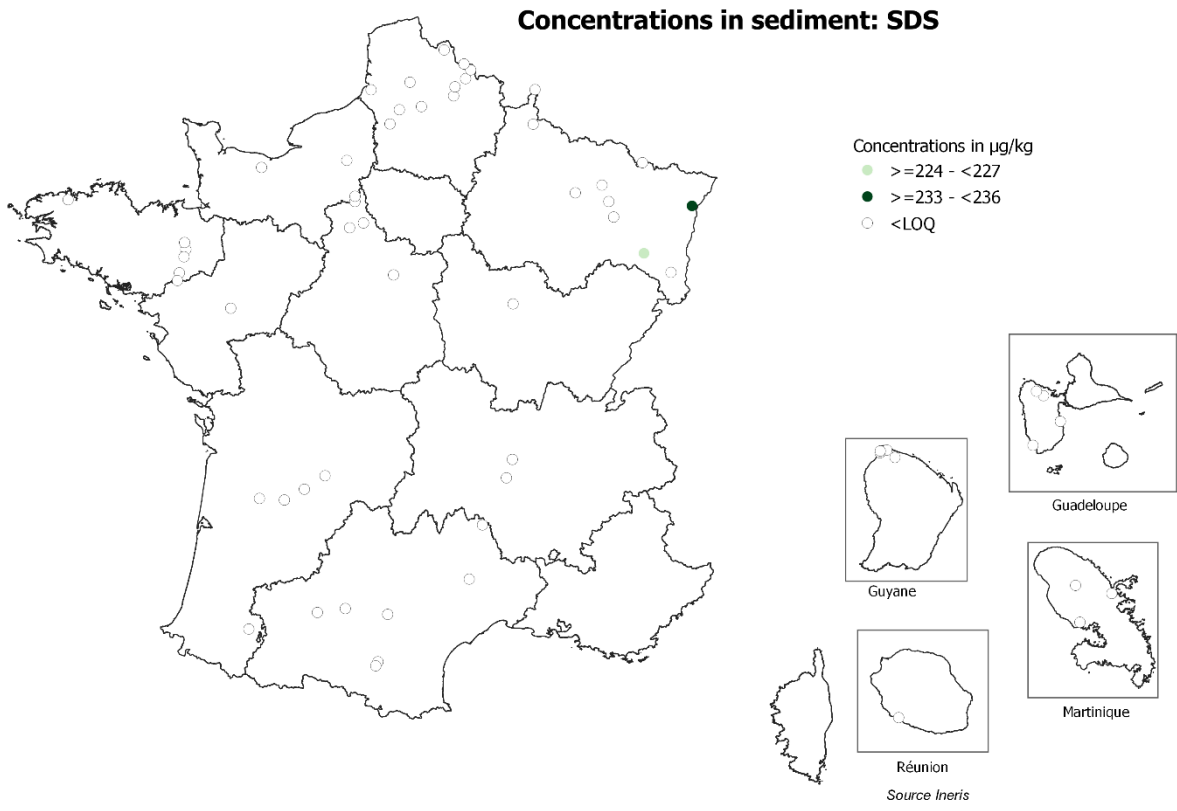 Concentrations in sediment: SDS
Concentrations in µg/kg
>=224 - <227
>=233 - <236
<LOQ
Guadeloupe
Guyane
Martinique
Réunion
Source Ineris